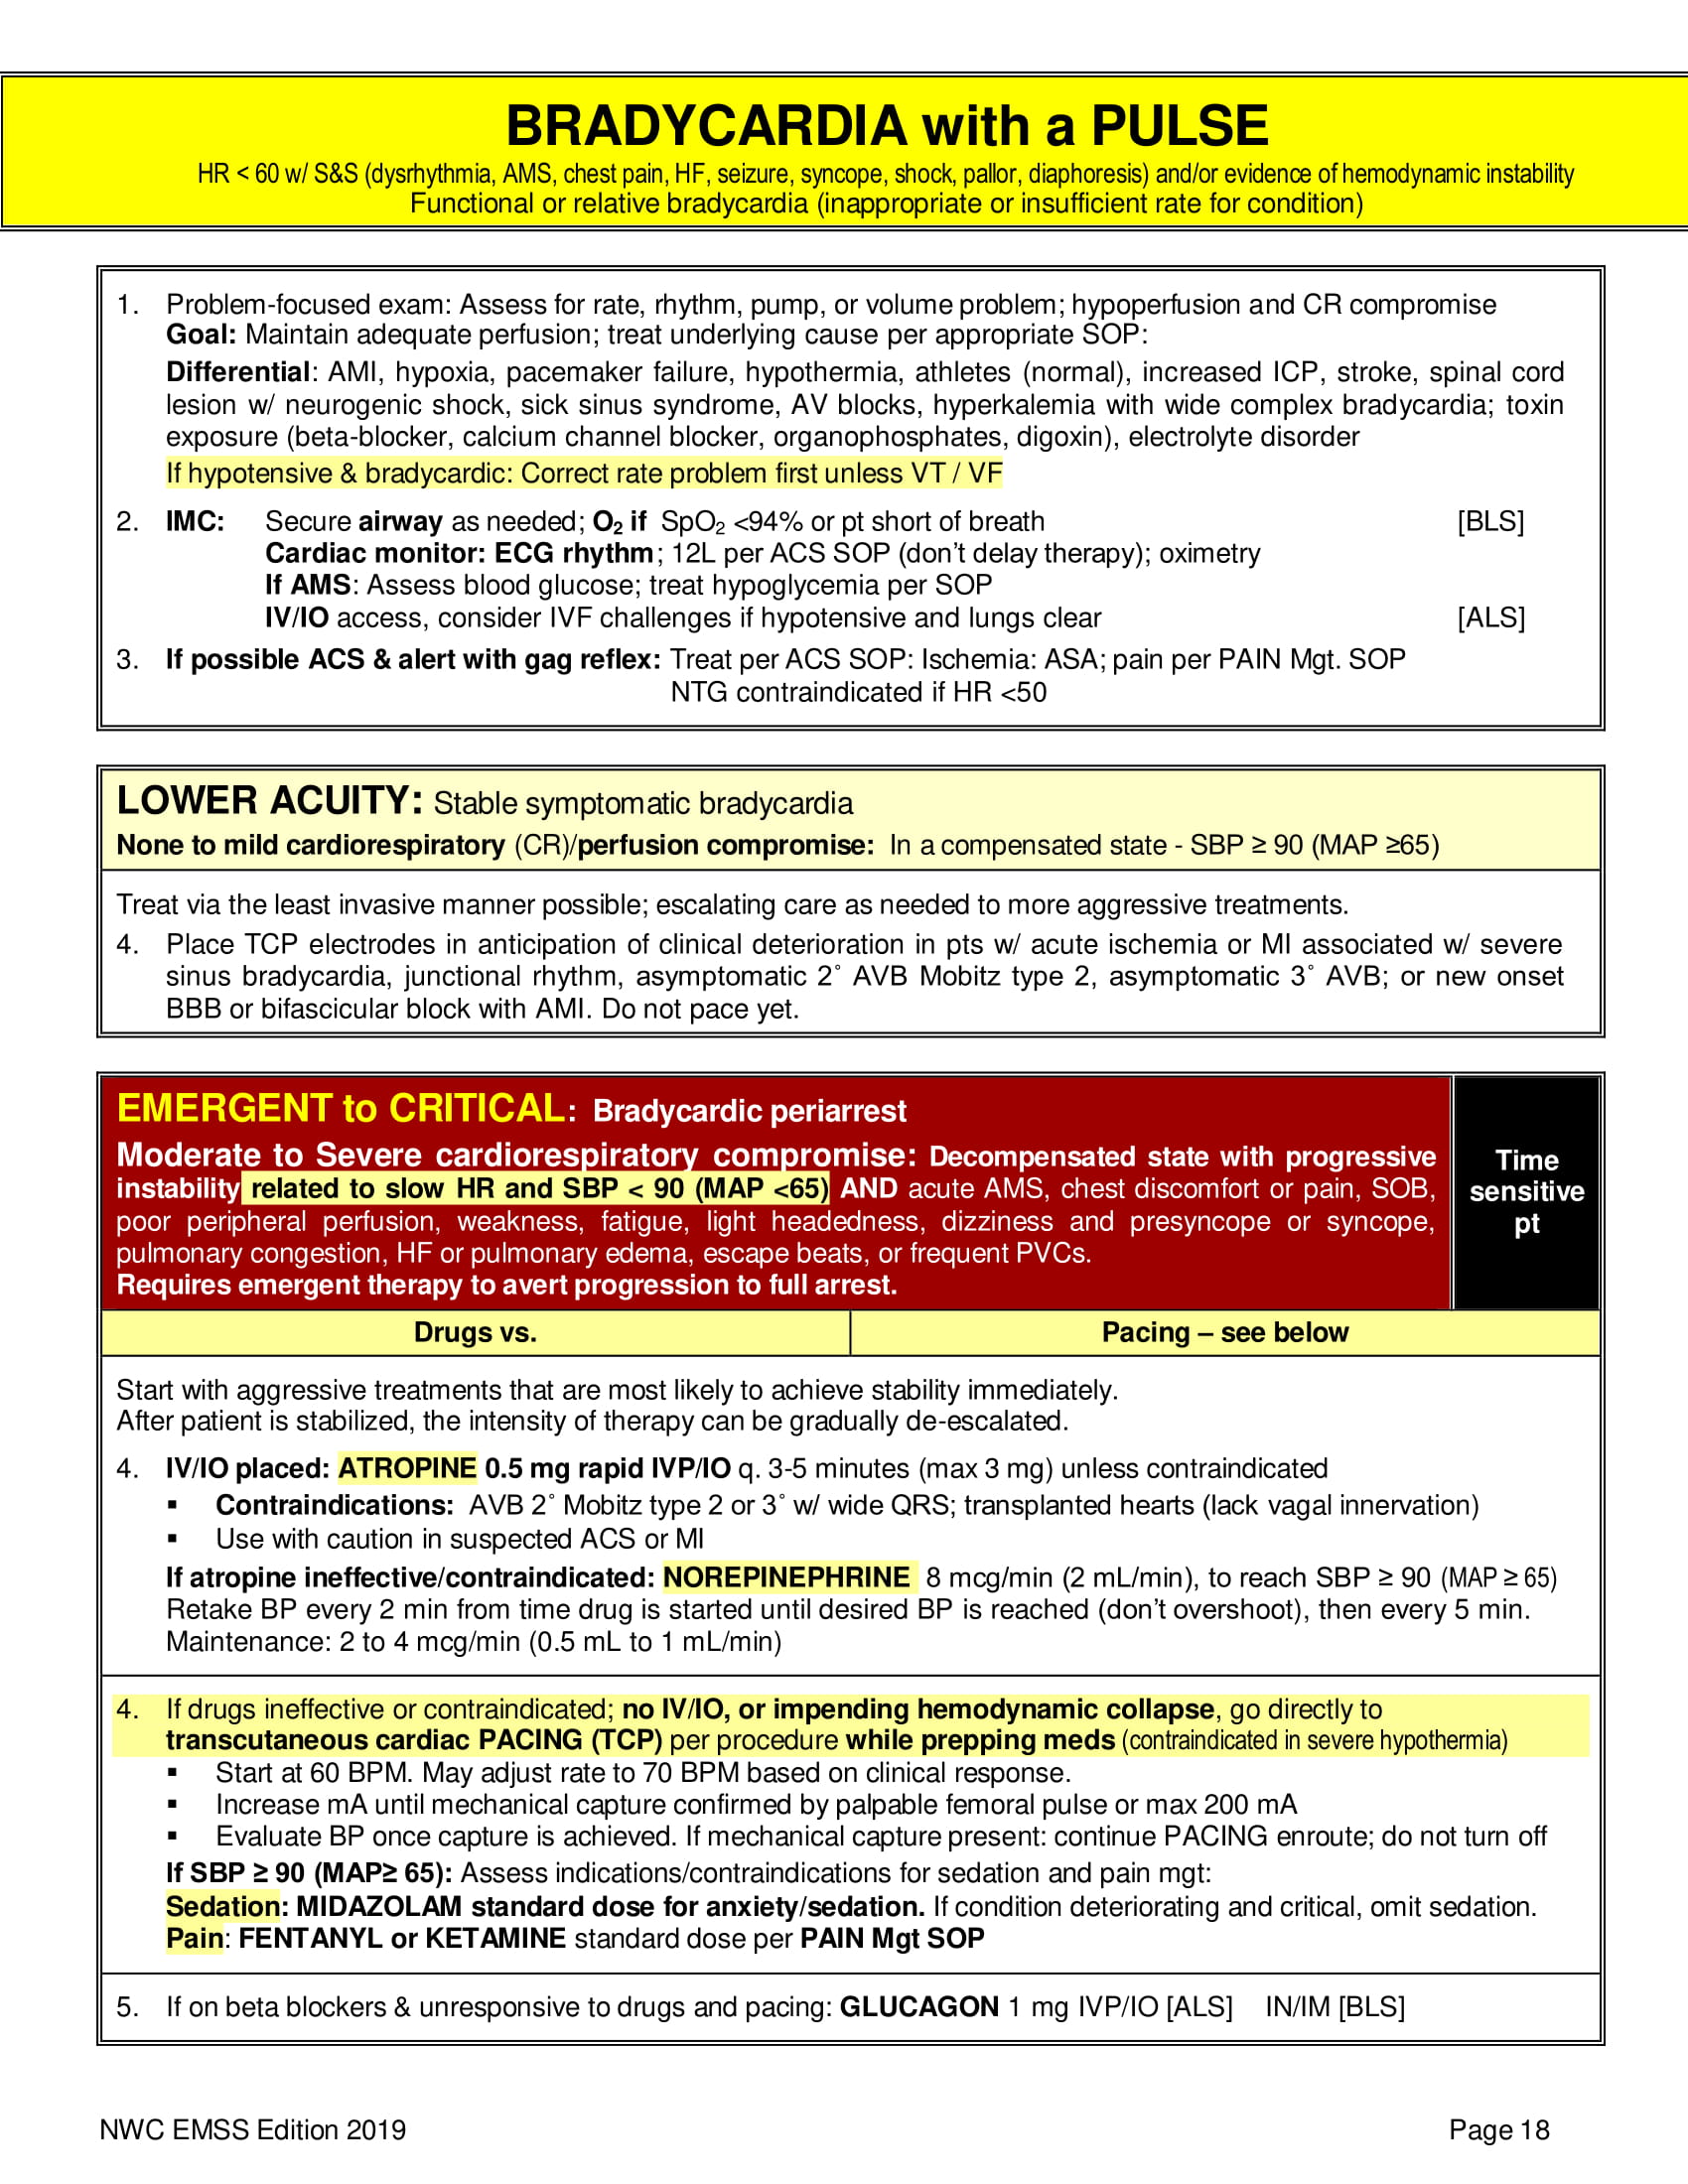 BRADYCARDIA with a PULSE
HR < 60 w/ S&S (dysrhythmia, AMS, chest pain, HF, seizure, syncope, shock, pallor, diaphoresis) and/or evidence of hemodynamic instability
Functional or relative bradycardia (inappropriate or insufficient rate for condition)
1. Problem-focused exam: Assess for rate, rhythm, pump, or volume problem; hypoperfusion and CR compromise
Goal: Maintain adequate perfusion; treat underlying cause per appropriate SOP:
Differential: AMI, hypoxia, pacemaker failure, hypothermia, athletes (normal), increased ICP, stroke, spinal cord
lesion w/ neurogenic shock, sick sinus syndrome, AV blocks, hyperkalemia with wide complex bradycardia; toxin
exposure (beta-blocker, calcium channel blocker, organophosphates, digoxin), electrolyte disorder
If hypotensive & bradycardic: Correct rate problem first unless VT / VF
2. IMC: Secure airway as needed; O₂ if SpO₂ <94% or pt short of breath [BLS]
Cardiac monitor: ECG rhythm; 12L per ACS SOP (don’t delay therapy); oximetry
If AMS: Assess blood glucose; treat hypoglycemia per SOP
IV/IO access, consider IVF challenges if hypotensive and lungs clear [ALS]
3. If possible ACS & alert with gag reflex: Treat per ACS SOP: Ischemia: ASA; pain per PAIN Mgt. SOP
NTG contraindicated if HR <50
LOWER ACUITY: Stable symptomatic bradycardia
None to mild cardiorespiratory (CR)/perfusion compromise: In a compensated state - SBP ≥ 90 (MAP ≥65)
Treat via the least invasive manner possible; escalating care as needed to more aggressive treatments.
4. Place TCP electrodes in anticipation of clinical deterioration in pts w/ acute ischemia or MI associated w/ severe
sinus bradycardia, junctional rhythm, asymptomatic 2˚ AVB Mobitz type 2, asymptomatic 3˚ AVB; or new onset
BBB or bifascicular block with AMI. Do not pace yet.
EMERGENT to CRITICAL: Bradycardic periarrest
Moderate to Severe cardiorespiratory compromise: Decompensated state with progressive
instability related to slow HR and SBP < 90 (MAP <65) AND acute AMS, chest discomfort or pain, SOB,
poor peripheral perfusion, weakness, fatigue, light headedness, dizziness and presyncope or syncope,
pulmonary congestion, HF or pulmonary edema, escape beats, or frequent PVCs.
Requires emergent therapy to avert progression to full arrest.
Time
sensitive
pt
Drugs vs. Pacing – see below
Start with aggressive treatments that are most likely to achieve stability immediately.
After patient is stabilized, the intensity of therapy can be gradually de-escalated.
4. IV/IO placed: ATROPINE 0.5 mg rapid IVP/IO q. 3-5 minutes (max 3 mg) unless contraindicated
▪ Contraindications: AVB 2˚ Mobitz type 2 or 3˚ w/ wide QRS; transplanted hearts (lack vagal innervation)
▪ Use with caution in suspected ACS or MI
If atropine ineffective/contraindicated: NOREPINEPHRINE 8 mcg/min (2 mL/min), to reach SBP ≥ 90 (MAP ≥ 65)
Retake BP every 2 min from time drug is started until desired BP is reached (don’t overshoot), then every 5 min.
Maintenance: 2 to 4 mcg/min (0.5 mL to 1 mL/min)
4. If drugs ineffective or contraindicated; no IV/IO, or impending hemodynamic collapse, go directly to
transcutaneous cardiac PACING (TCP) per procedure while prepping meds (contraindicated in severe hypothermia)
▪ Start at 60 BPM. May adjust rate to 70 BPM based on clinical response.
▪ Increase mA until mechanical capture confirmed by palpable femoral pulse or max 200 mA
▪ Evaluate BP once capture is achieved. If mechanical capture present: continue PACING enroute; do not turn off
If SBP ≥ 90 (MAP≥ 65): Assess indications/contraindications for sedation and pain mgt:
Sedation: MIDAZOLAM standard dose for anxiety/sedation. If condition deteriorating and critical, omit sedation.
Pain: FENTANYL or KETAMINE standard dose per PAIN Mgt SOP
5. If on beta blockers & unresponsive to drugs and pacing: GLUCAGON 1 mg IVP/IO [ALS] IN/IM [BLS]
NWC EMSS Edition 2019 Page 18